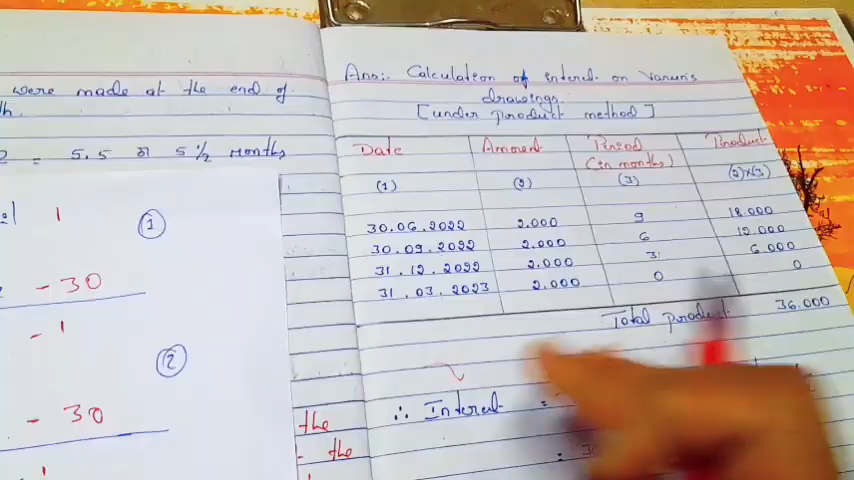 were made at the end of
th.
= 5.5 or 5 1/2 months
1
①
- 30
- 1
②
- 30
the
- the
Ans:. Calculation of interest on Varun's
drawings.
[under Product method]
Date Amount Period (in months) Product
(1) (2) (3) (2)x(3)
30.06.2022 2.000 9 18.000
30.09.2022 2.000 6 12.000
31.12.2022 2.000 3 6.000
31.03.2023 2.000 0 0
Total product 36.000
∴ Interest =
=